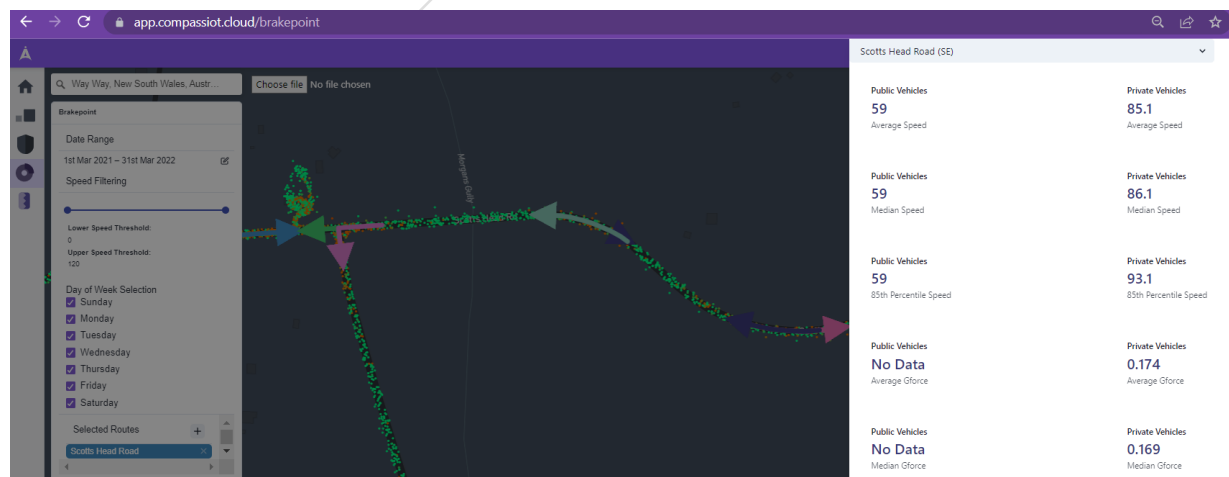 app.compassiot.cloud/brakepoint
Scotts Head Road (SE)
Way Way, New South Wales, Austr...
Choose file No file chosen
Brakepoint
Date Range
1st Mar 2021 – 31st Mar 2022
Speed Filtering
Lower Speed Threshold:
0
Upper Speed Threshold:
120
Day of Week Selection
Sunday
Monday
Tuesday
Wednesday
Thursday
Friday
Saturday
Selected Routes +
Scotts Head Road ×
Morgans Gully
Public Vehicles Private Vehicles
59 85.1
Average Speed Average Speed
Public Vehicles Private Vehicles
59 86.1
Median Speed Median Speed
Public Vehicles Private Vehicles
59 93.1
85th Percentile Speed 85th Percentile Speed
Public Vehicles Private Vehicles
No Data 0.174
Average Gforce Average Gforce
Public Vehicles Private Vehicles
No Data 0.169
Median Gforce Median Gforce